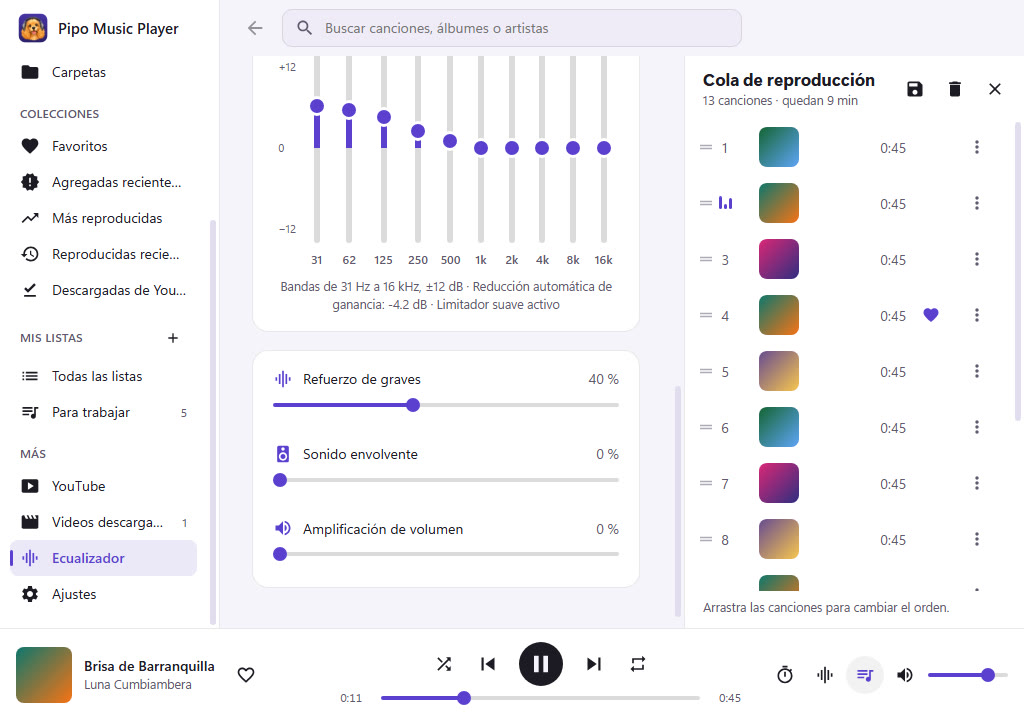 Pipo Music Player
Buscar canciones, álbumes o artistas
Carpetas
COLECCIONES
Favoritos
Agregadas reciente...
Más reproducidas
Reproducidas recie...
Descargadas de You...
MIS LISTAS
Todas las listas
Para trabajar 5
MÁS
YouTube
Videos descarga... 1
Ecualizador
Ajustes
+12
0
−12
31 62 125 250 500 1k 2k 4k 8k 16k
Bandas de 31 Hz a 16 kHz, ±12 dB · Reducción automática de
ganancia: -4.2 dB · Limitador suave activo
Refuerzo de graves 40 %
Sonido envolvente 0 %
Amplificación de volumen 0 %
Cola de reproducción
13 canciones · quedan 9 min
1 0:45
0:45
3 0:45
4 0:45
5 0:45
6 0:45
7 0:45
8 0:45
Arrastra las canciones para cambiar el orden.
Brisa de Barranquilla
Luna Cumbiambera
0:11 0:45